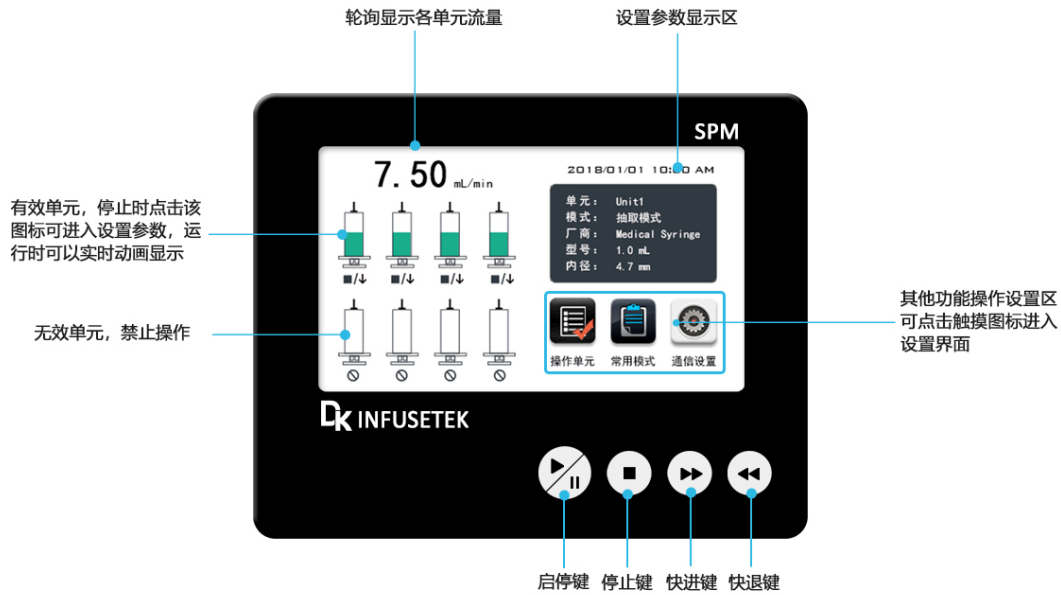 轮询显示各单元流量
设置参数显示区
SPM
7.50 mL/min
2018/01/01 10:00 AM
单元： Unit1
模式： 抽取模式
厂商： Medical Syringe
型号： 1.0 mL
内径： 4.7 mm
有效单元，停止时点击该
图标可进入设置参数，运
行时可以实时动画显示
无效单元，禁止操作
操作单元 常用模式 通信设置
其他功能操作设置区
可点击触摸图标进入
设置界面
DK INFUSETEK
启停键 停止键 快进键 快退键